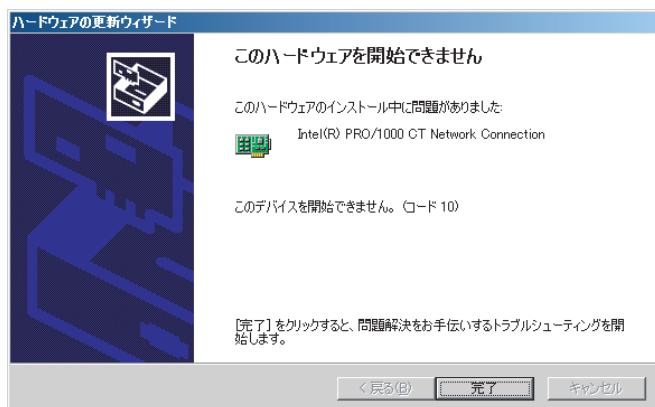 ハードウェアの更新ウィザード
このハードウェアを開始できません
このハードウェアのインストール中に問題がありました:
Intel(R) PRO/1000 CT Network Connection
このデバイスを開始できません。 (コード 10)
[完了] をクリックすると、問題解決をお手伝いするトラブルシューティングを開
始します。
< 戻る(B)
完了
キャンセル